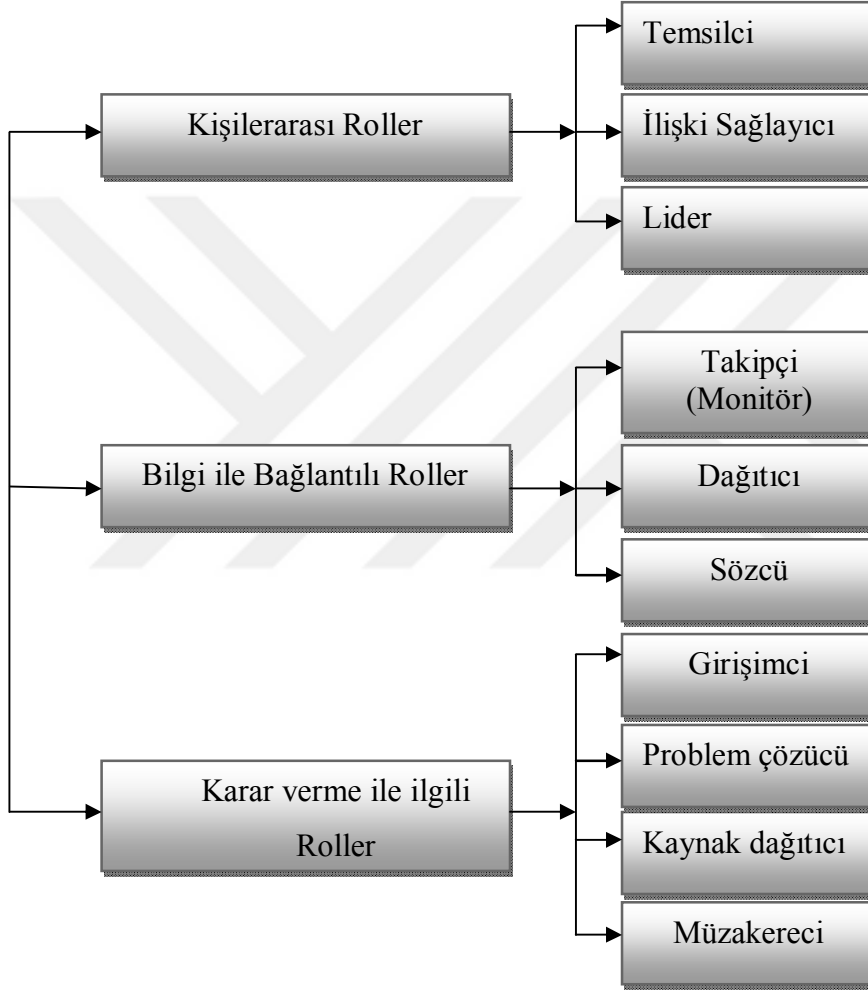 Kişilerarası Roller
Temsilci
İlişki Sağlayıcı
Lider
Bilgi ile Bağlantılı Roller
Takipçi
(Monitör)
Dağıtıcı
Sözcü
Karar verme ile ilgili
Roller
Girişimci
Problem çözücü
Kaynak dağıtıcı
Müzakereci